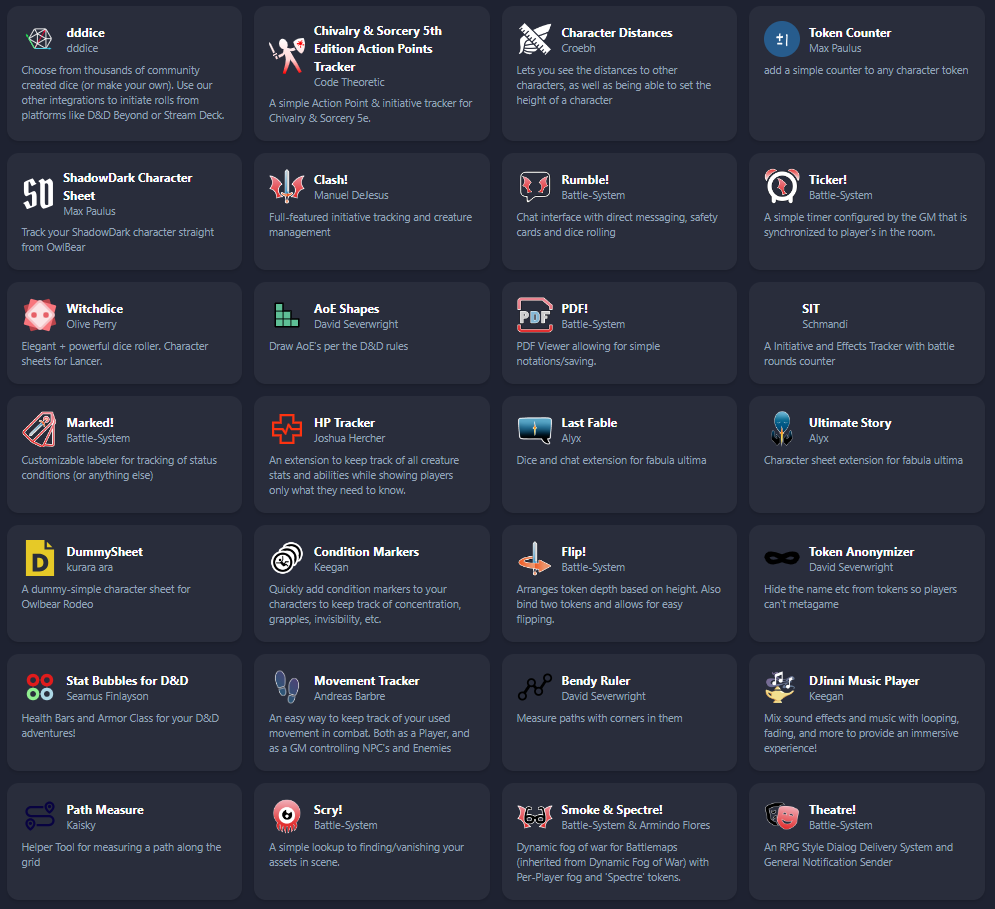 dddice
dddice
Choose from thousands of community
created dice (or make your own). Use our
other integrations to initiate rolls from
platforms like D&D Beyond or Stream Deck.
Chivalry & Sorcery 5th
Edition Action Points
Tracker
Code Theoretic
A simple Action Point & initiative tracker for
Chivalry & Sorcery 5e.
Character Distances
Croebh
Lets you see the distances to other
characters, as well as being able to set the
height of a character
±|
Token Counter
Max Paulus
add a simple counter to any character token
SD
ShadowDark Character
Sheet
Max Paulus
Track your ShadowDark character straight
from OwlBear
Clash!
Manuel DeJesus
Full-featured initiative tracking and creature
management
Rumble!
Battle-System
Chat interface with direct messaging, safety
cards and dice rolling
Ticker!
Battle-System
A simple timer configured by the GM that is
synchronized to player's in the room.
Witchdice
Olive Perry
Elegant + powerful dice roller. Character
sheets for Lancer.
AoE Shapes
David Severwright
Draw AoE's per the D&D rules
PDF
PDF!
Battle-System
PDF Viewer allowing for simple
notations/saving.
SIT
Schmandi
A Initiative and Effects Tracker with battle
rounds counter
Marked!
Battle-System
Customizable labeler for tracking of status
conditions (or anything else)
HP Tracker
Joshua Hercher
An extension to keep track of all creature
stats and abilities while showing players
only what they need to know.
Last Fable
Alyx
Dice and chat extension for fabula ultima
Ultimate Story
Alyx
Character sheet extension for fabula ultima
D
DummySheet
kurara ara
A dummy-simple character sheet for
Owlbear Rodeo
Condition Markers
Keegan
Quickly add condition markers to your
characters to keep track of concentration,
grapples, invisibility, etc.
Flip!
Battle-System
Arranges token depth based on height. Also
bind two tokens and allows for easy
flipping.
Token Anonymizer
David Severwright
Hide the name etc from tokens so players
can't metagame
Stat Bubbles for D&D
Seamus Finlayson
Health Bars and Armor Class for your D&D
adventures!
Movement Tracker
Andreas Barbre
An easy way to keep track of your used
movement in combat. Both as a Player, and
as a GM controlling NPC's and Enemies
Bendy Ruler
David Severwright
Measure paths with corners in them
DJinni Music Player
Keegan
Mix sound effects and music with looping,
fading, and more to provide an immersive
experience!
Path Measure
Kaisky
Helper Tool for measuring a path along the
grid
Scry!
Battle-System
A simple lookup to finding/vanishing your
assets in scene.
Smoke & Spectre!
Battle-System & Armindo Flores
Dynamic fog of war for Battlemaps
(inherited from Dynamic Fog of War) with
Per-Player fog and 'Spectre' tokens.
Theatre!
Battle-System
An RPG Style Dialog Delivery System and
General Notification Sender